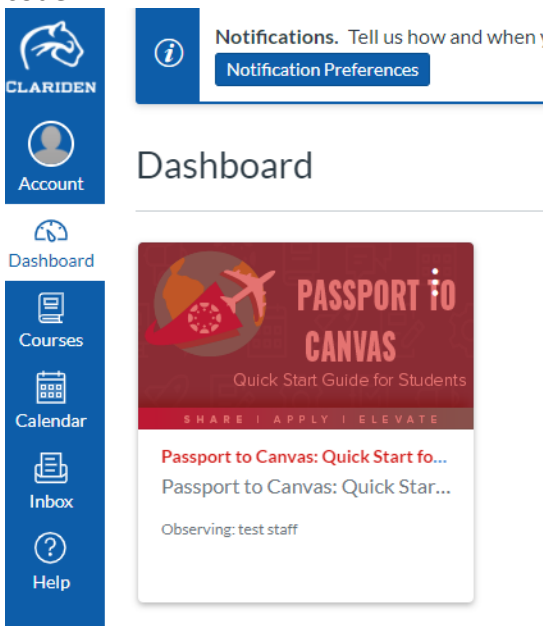 CLARIDEN
Account
Dashboard
Courses
Calendar
Inbox
Help
Notifications. Tell us how and when
Notification Preferences
Dashboard
PASSPORT TO
CANVAS
Quick Start Guide for Students
SHARE | APPLY | ELEVATE
Passport to Canvas: Quick Start fo...
Passport to Canvas: Quick Star...
Observing: test staff